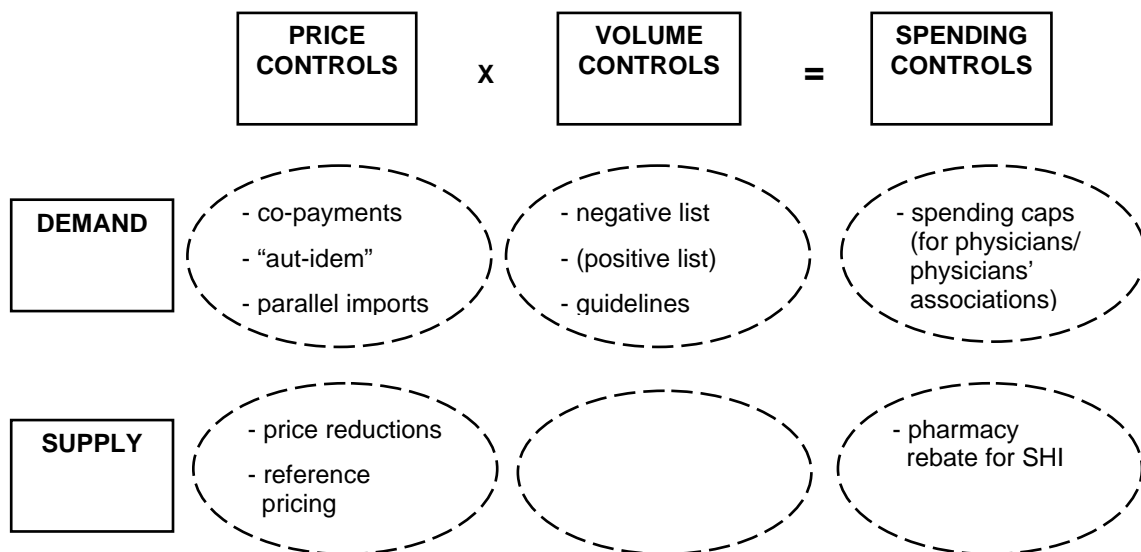 PRICE
CONTROLS
x
VOLUME
CONTROLS
=
SPENDING
CONTROLS
DEMAND
- co-payments
- “aut-idem”
- parallel imports
- negative list
- (positive list)
- guidelines
- spending caps
(for physicians/
physicians’
associations)
SUPPLY
- price reductions
- reference
pricing
- pharmacy
rebate for SHI